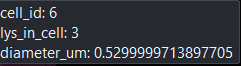 cell_id: 6
lys_in_cell: 3
diameter_um: 0.5299999713897705